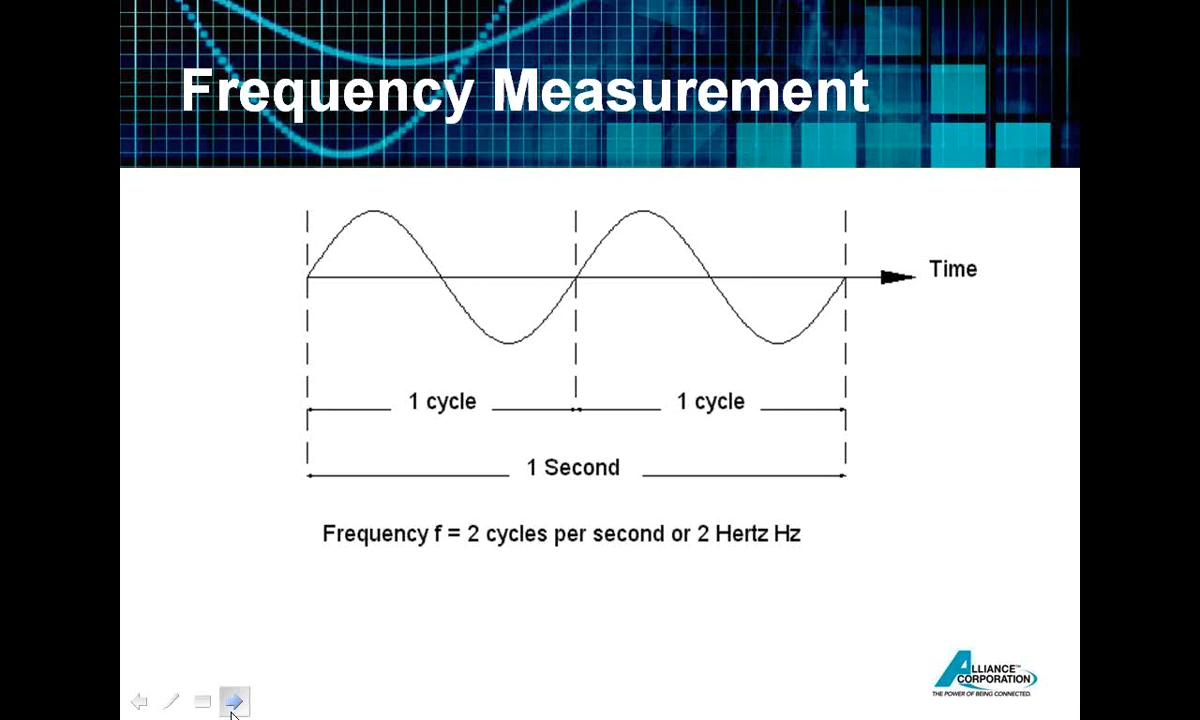 Frequency Measurement
Time
1 cycle
1 cycle
1 Second
Frequency f = 2 cycles per second or 2 Hertz Hz
ALLIANCE™
CORPORATION
THE POWER OF BEING CONNECTED.